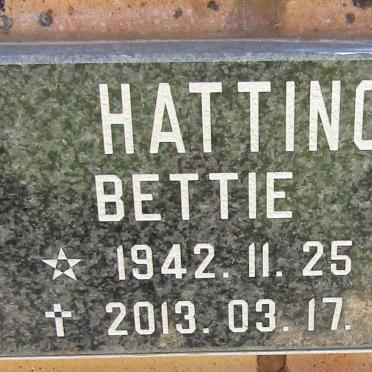 HATTING
BETTIE
☆ 1942. 11. 25
✝ 2013. 03. 17.